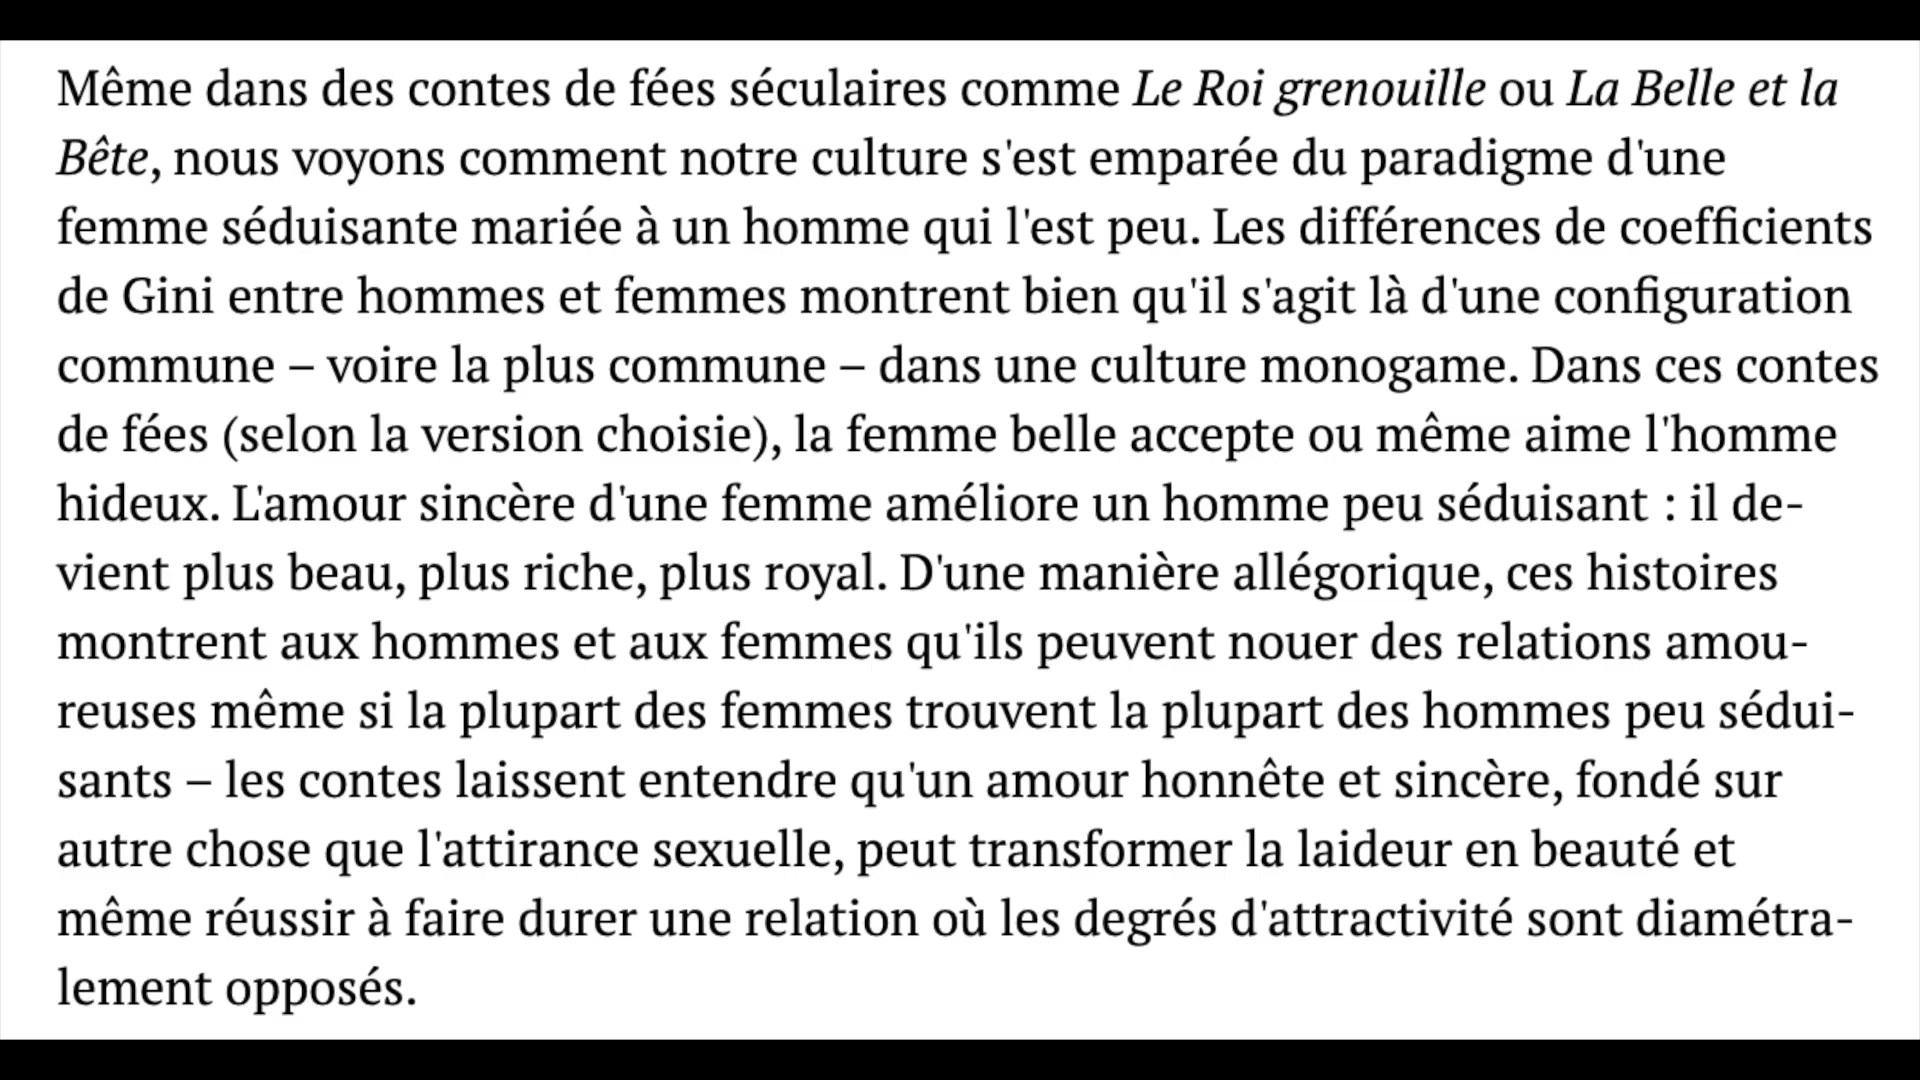 Même dans des contes de fées séculaires comme Le Roi grenouille ou La Belle et la
Bête, nous voyons comment notre culture s'est emparée du paradigme d'une
femme séduisante mariée à un homme qui l'est peu. Les différences de coefficients
de Gini entre hommes et femmes montrent bien qu'il s'agit là d'une configuration
commune – voire la plus commune – dans une culture monogame. Dans ces contes
de fées (selon la version choisie), la femme belle accepte ou même aime l'homme
hideux. L'amour sincère d'une femme améliore un homme peu séduisant : il de-
vient plus beau, plus riche, plus royal. D'une manière allégorique, ces histoires
montrent aux hommes et aux femmes qu'ils peuvent nouer des relations amou-
reuses même si la plupart des femmes trouvent la plupart des hommes peu sédui-
sants – les contes laissent entendre qu'un amour honnête et sincère, fondé sur
autre chose que l'attirance sexuelle, peut transformer la laideur en beauté et
même réussir à faire durer une relation où les degrés d'attractivité sont diamétra-
lement opposés.